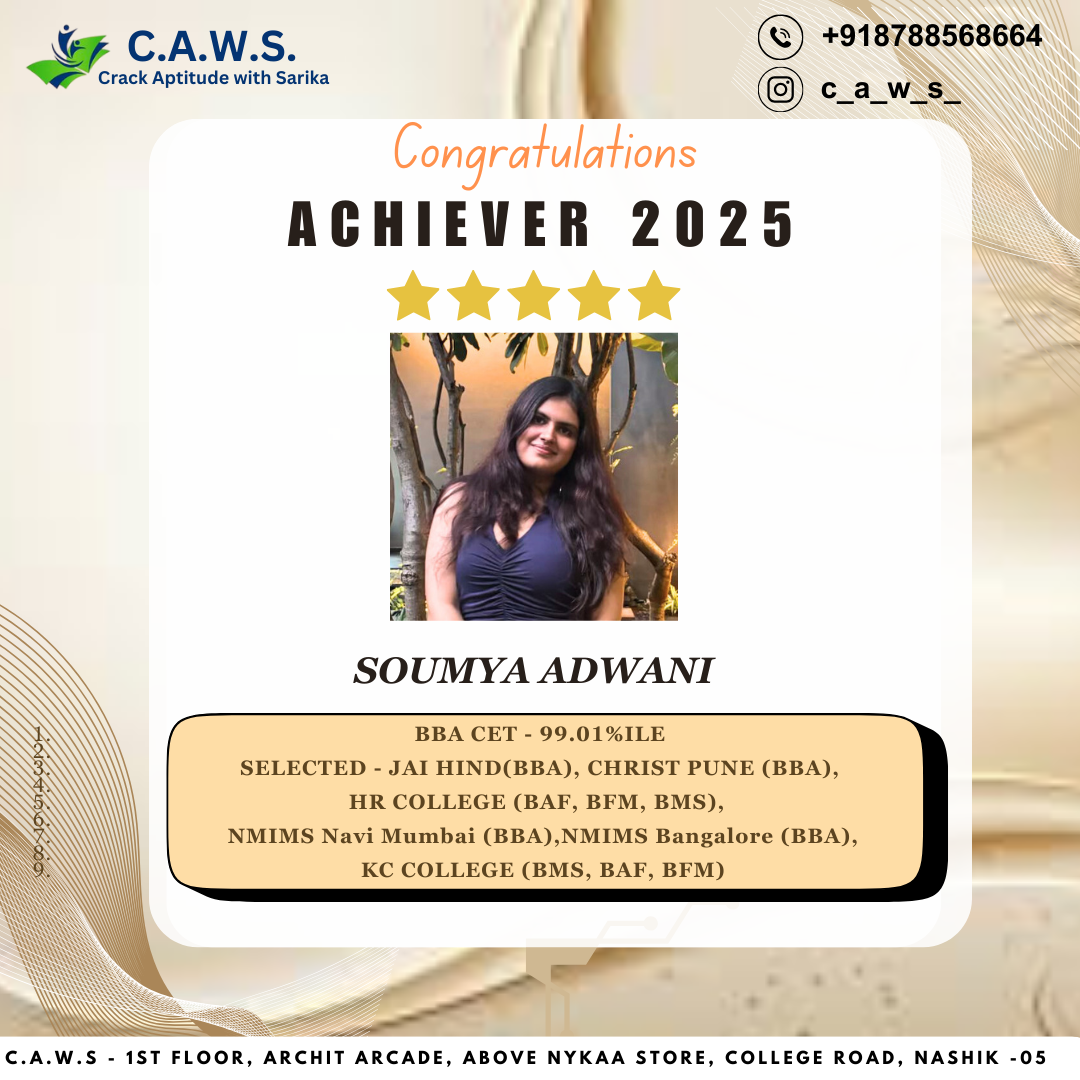 C.A.W.S.
Crack Aptitude with Sarika
+918788568664
c_a_w_s_
Congratulations
ACHIEVER 2025
SOUMYA ADWANI
1.
2.
3.
4.
5.
6.
7.
8.
9.
BBA CET - 99.01%ILE
SELECTED - JAI HIND(BBA), CHRIST PUNE (BBA),
HR COLLEGE (BAF, BFM, BMS),
NMIMS Navi Mumbai (BBA),NMIMS Bangalore (BBA),
KC COLLEGE (BMS, BAF, BFM)
C.A.W.S - 1ST FLOOR, ARCHIT ARCADE, ABOVE NYKAA STORE, COLLEGE ROAD, NASHIK -05